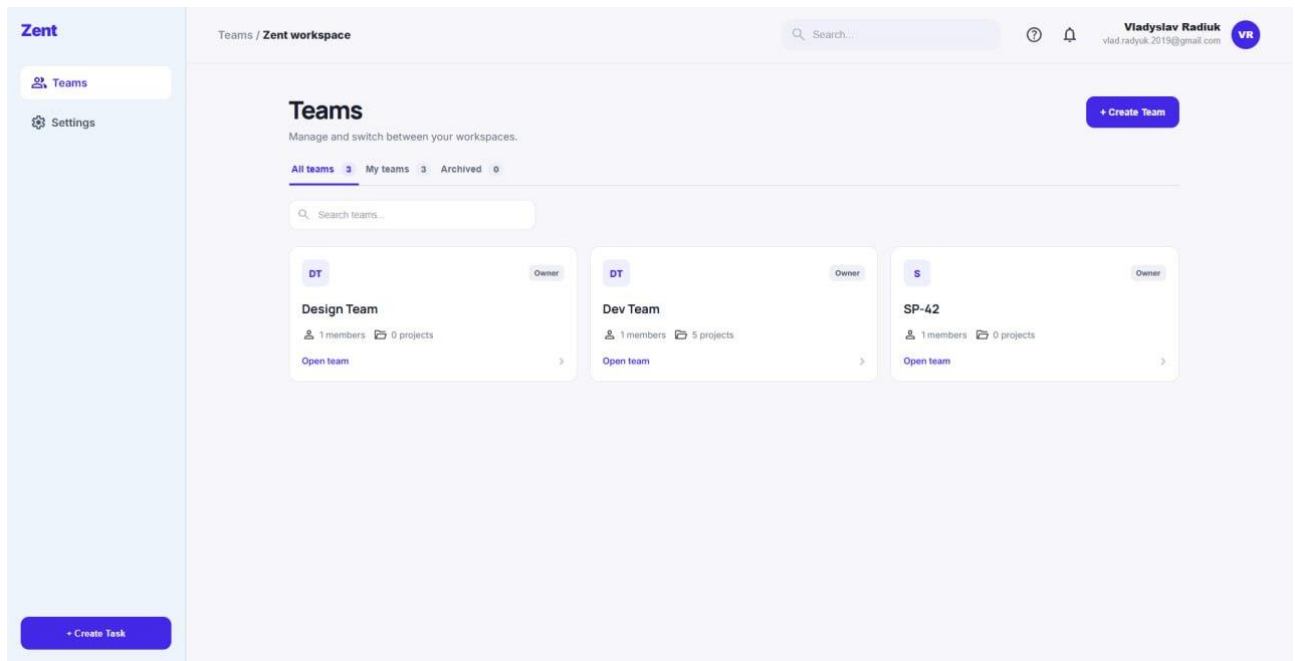 Zent
Teams
Settings
+ Create Task
Teams / Zent workspace
Search...
Vladyslav Radiuk
vlad.radyuk.2019@gmail.com
VR
Teams
Manage and switch between your workspaces.
+ Create Team
All teams 3 My teams 3 Archived 0
Search teams...
DT Owner
Design Team
1 members 0 projects
Open team
DT Owner
Dev Team
1 members 5 projects
Open team
S Owner
SP-42
1 members 0 projects
Open team